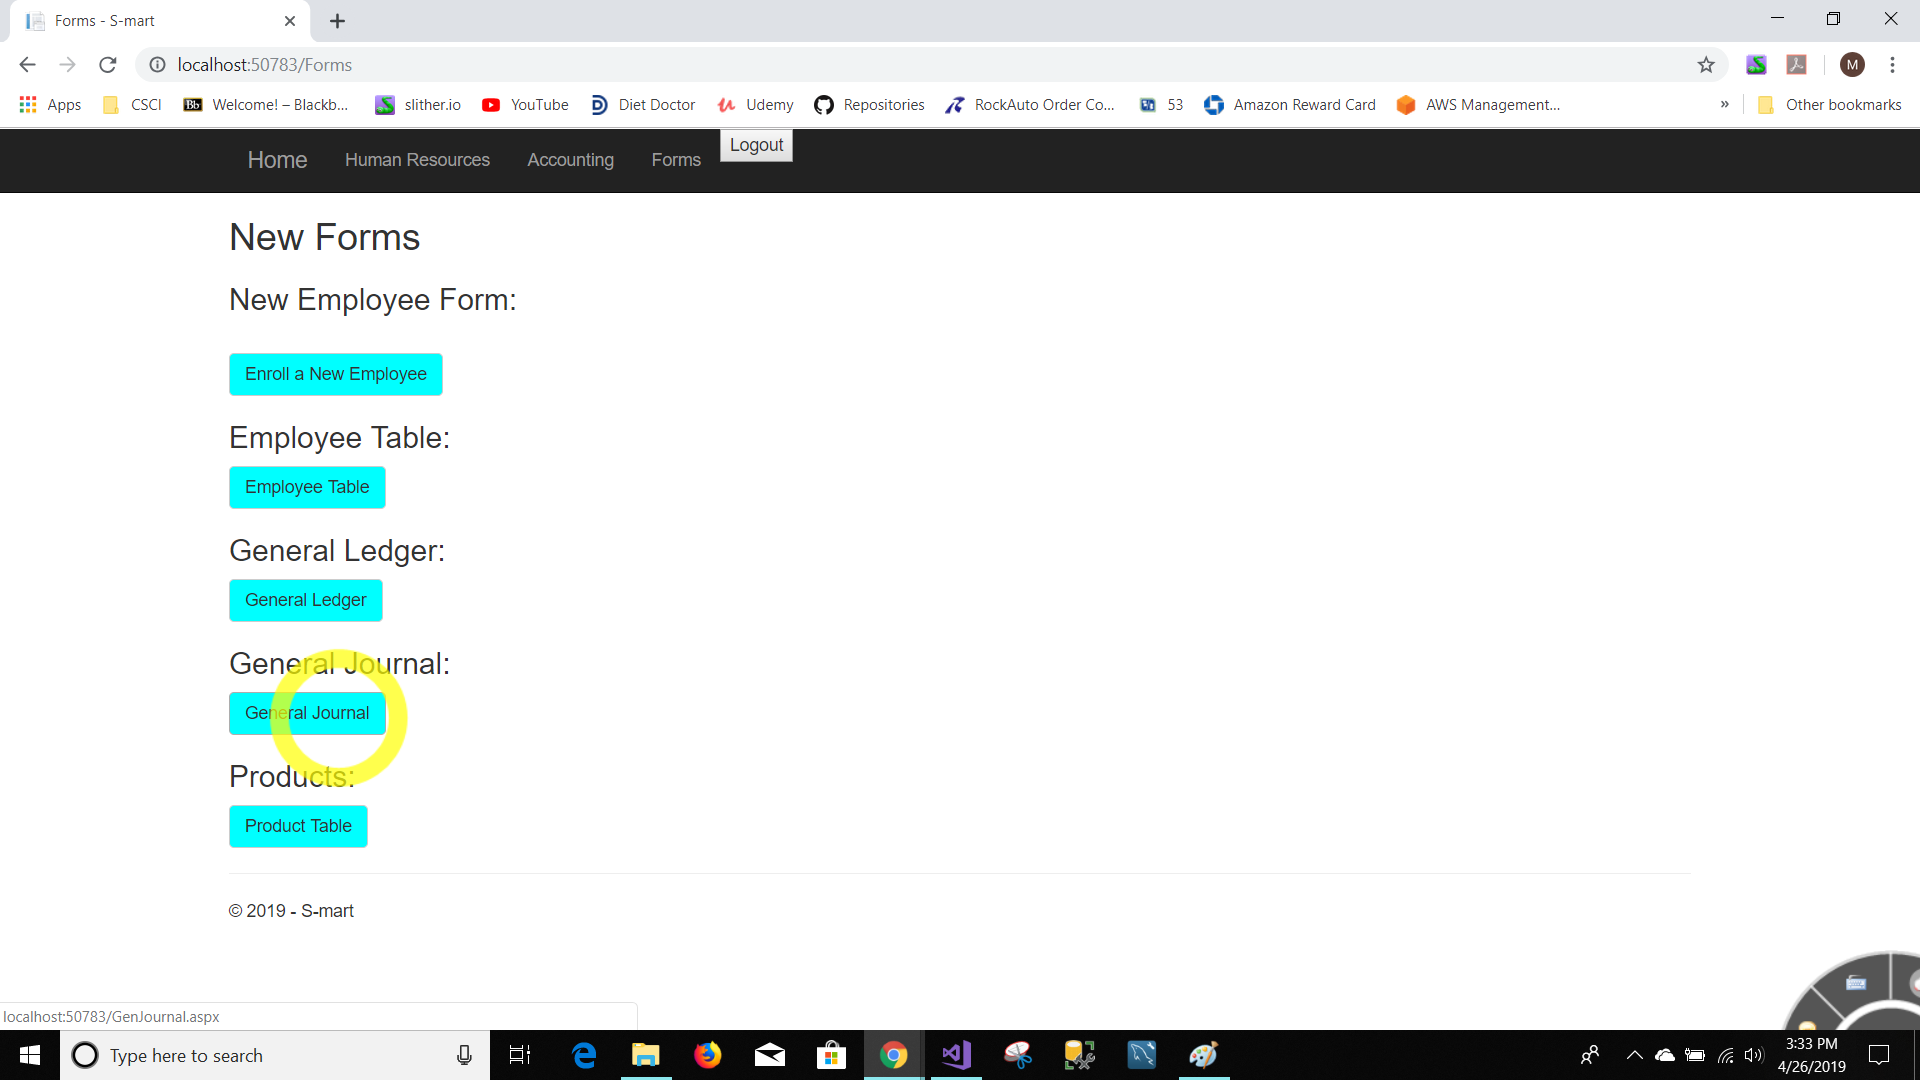 Forms - S-mart
localhost:50783/Forms
M
Apps CSCI Bb Welcome! – Blackb... slither.io YouTube Diet Doctor Udemy Repositories RockAuto Order Co... 53 Amazon Reward Card AWS Management... » Other bookmarks
Home Human Resources Accounting Forms Logout
New Forms
New Employee Form:
Enroll a New Employee
Employee Table:
Employee Table
General Ledger:
General Ledger
General Journal:
General Journal
Products:
Product Table
© 2019 - S-mart
localhost:50783/GenJournal.aspx
Type here to search
3:33 PM
4/26/2019